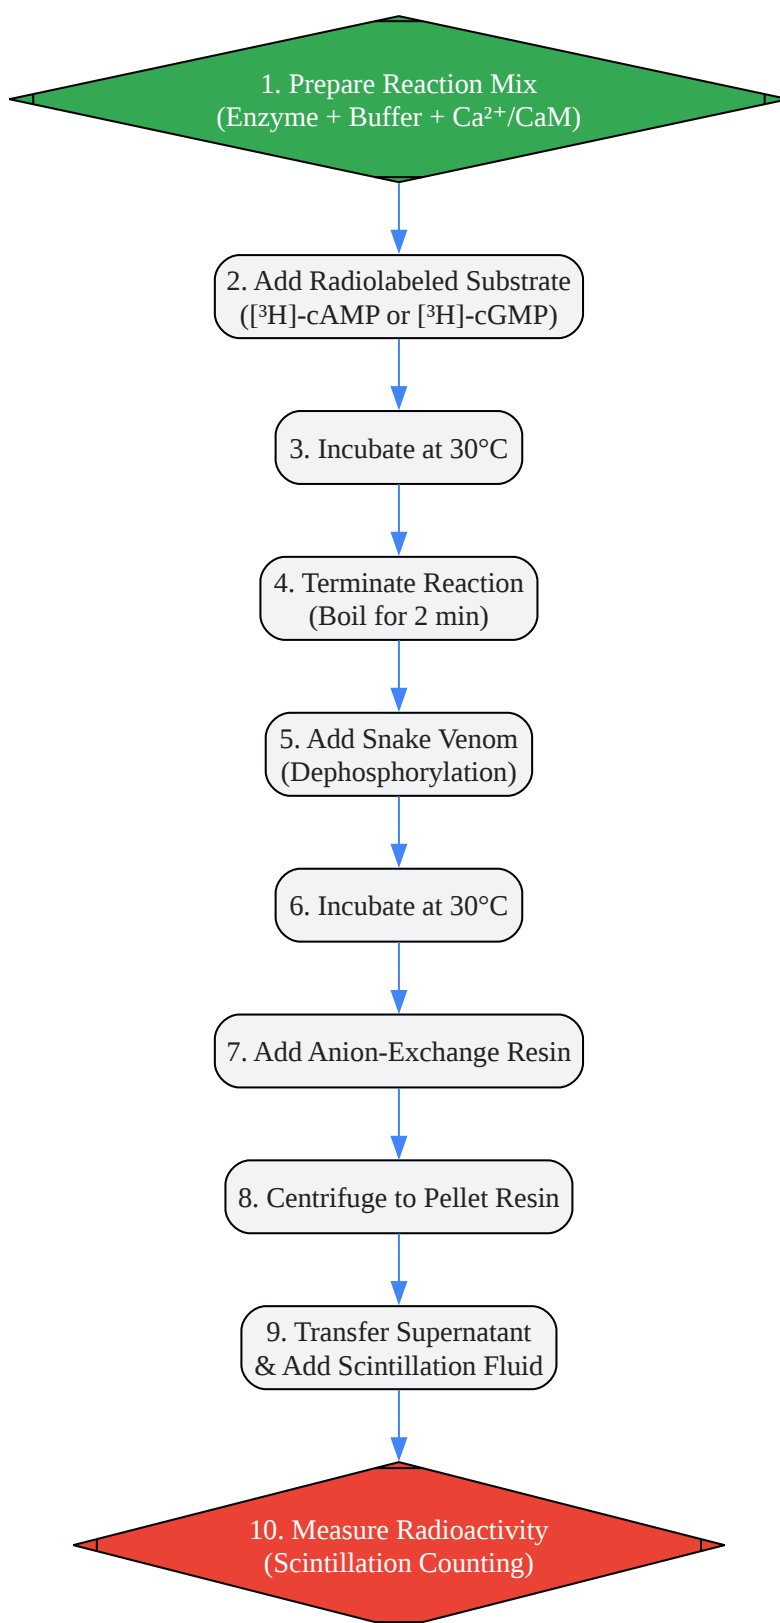 1. Prepare Reaction Mix
(Enzyme + Buffer + Ca²⁺/CaM)
2. Add Radiolabeled Substrate
([³H]-cAMP or [³H]-cGMP)
3. Incubate at 30°C
4. Terminate Reaction
(Boil for 2 min)
5. Add Snake Venom
(Dephosphorylation)
6. Incubate at 30°C
7. Add Anion-Exchange Resin
8. Centrifuge to Pellet Resin
9. Transfer Supernatant
& Add Scintillation Fluid
10. Measure Radioactivity
(Scintillation Counting)